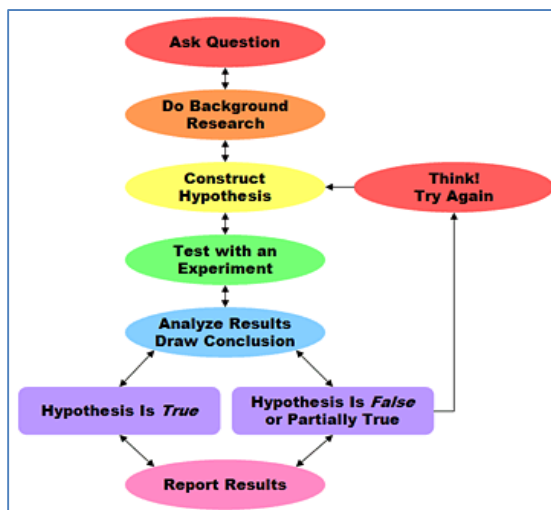 Ask Question
Do Background
Research
Construct
Hypothesis
Think!
Try Again
Test with an
Experiment
Analyze Results
Draw Conclusion
Hypothesis Is True
Hypothesis Is False
or Partially True
Report Results